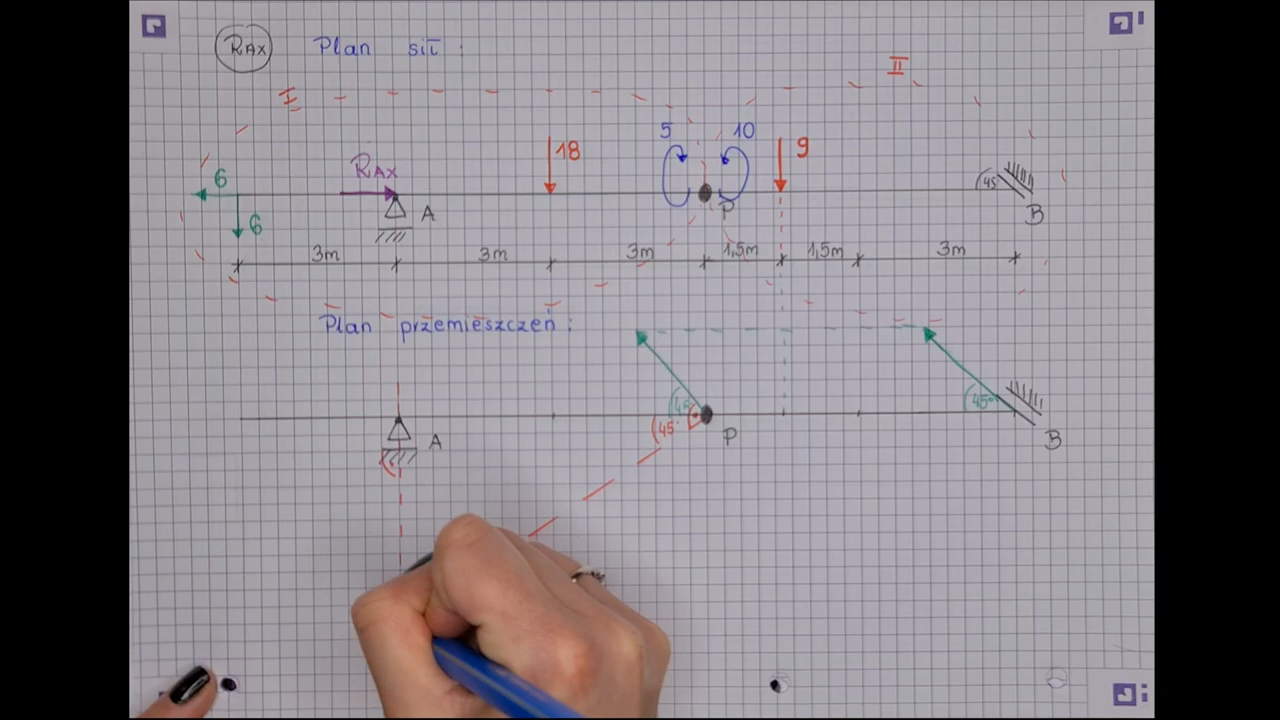 RAX Plan sił :
I II
5 10
6 RAX 18 9
6 A P (45 B
3m 3m 3m 1,5m 1,5m 3m
Plan przemieszczeń :
(45° (45°
(45° P B
A